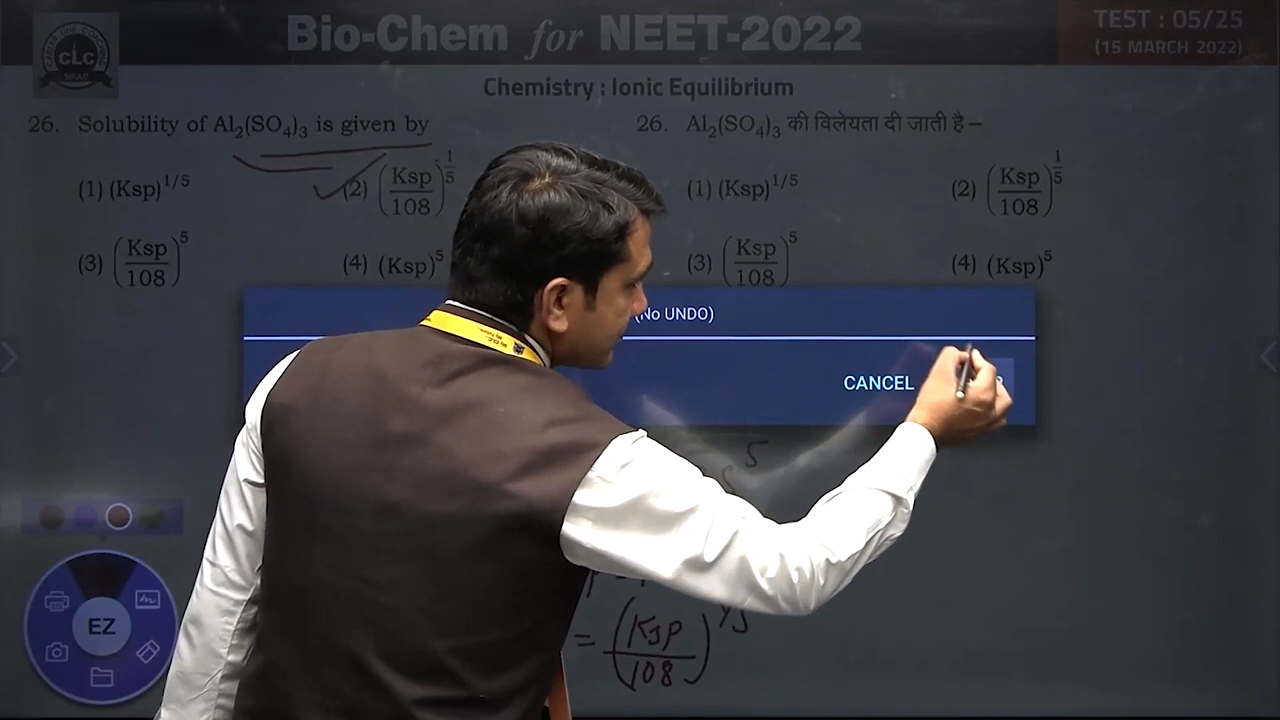 Bio-Chem for NEET-2022
TEST : 05/25
(15 MARCH 2022)
CLC
SIKAR
Chemistry : Ionic Equilibrium
26. Solubility of Al₂(SO₄)₃ is given by
(1) (Ksp)^1/5
(2) (Ksp/108)^1/5
(3) (Ksp/108)^5
(4) (Ksp)^5
26. Al₂(SO₄)₃ की विलेयता दी जाती है –
(1) (Ksp)^1/5
(2) (Ksp/108)^1/5
(3) (Ksp/108)^5
(4) (Ksp)^5
(No UNDO)
CANCEL
5
= (Ksp/108)^1/5
EZ